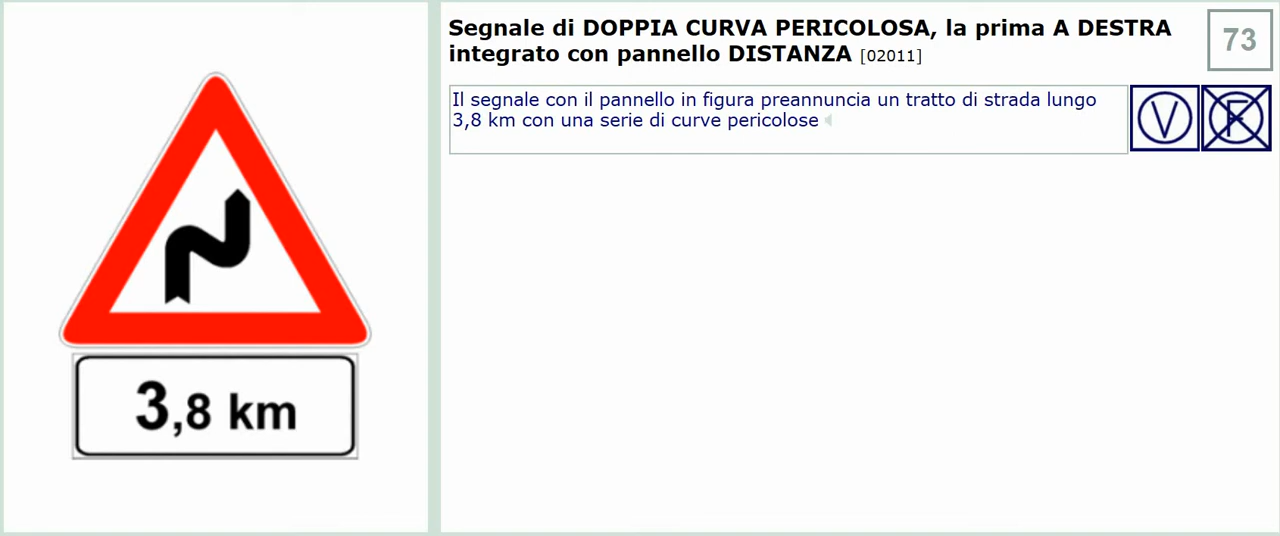 Segnale di DOPPIA CURVA PERICOLOSA, la prima A DESTRA
integrato con pannello DISTANZA [02011]
73
Il segnale con il pannello in figura preannuncia un tratto di strada lungo
3,8 km con una serie di curve pericolose
V
F
3,8 km